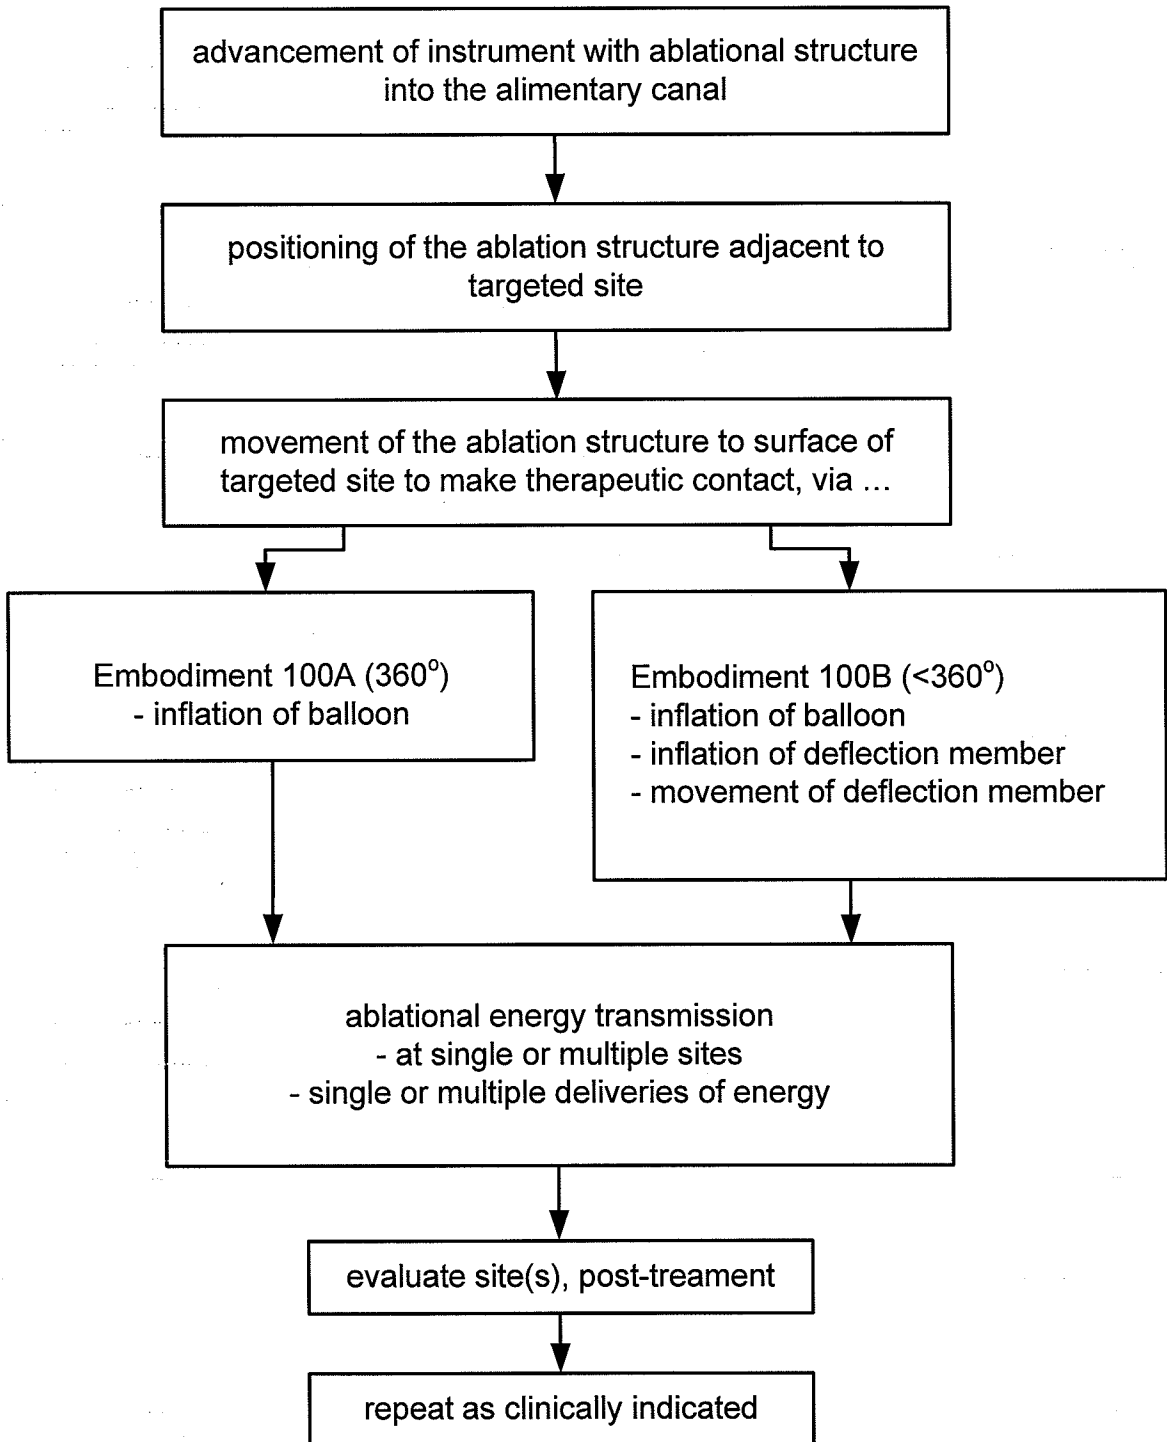 advancement of instrument with ablational structure
into the alimentary canal
positioning of the ablation structure adjacent to
targeted site
movement of the ablation structure to surface of
targeted site to make therapeutic contact, via ...
Embodiment 100A (360°)
- inflation of balloon
Embodiment 100B (<360°)
- inflation of balloon
- inflation of deflection member
- movement of deflection member
ablational energy transmission
- at single or multiple sites
- single or multiple deliveries of energy
evaluate site(s), post-treament
repeat as clinically indicated